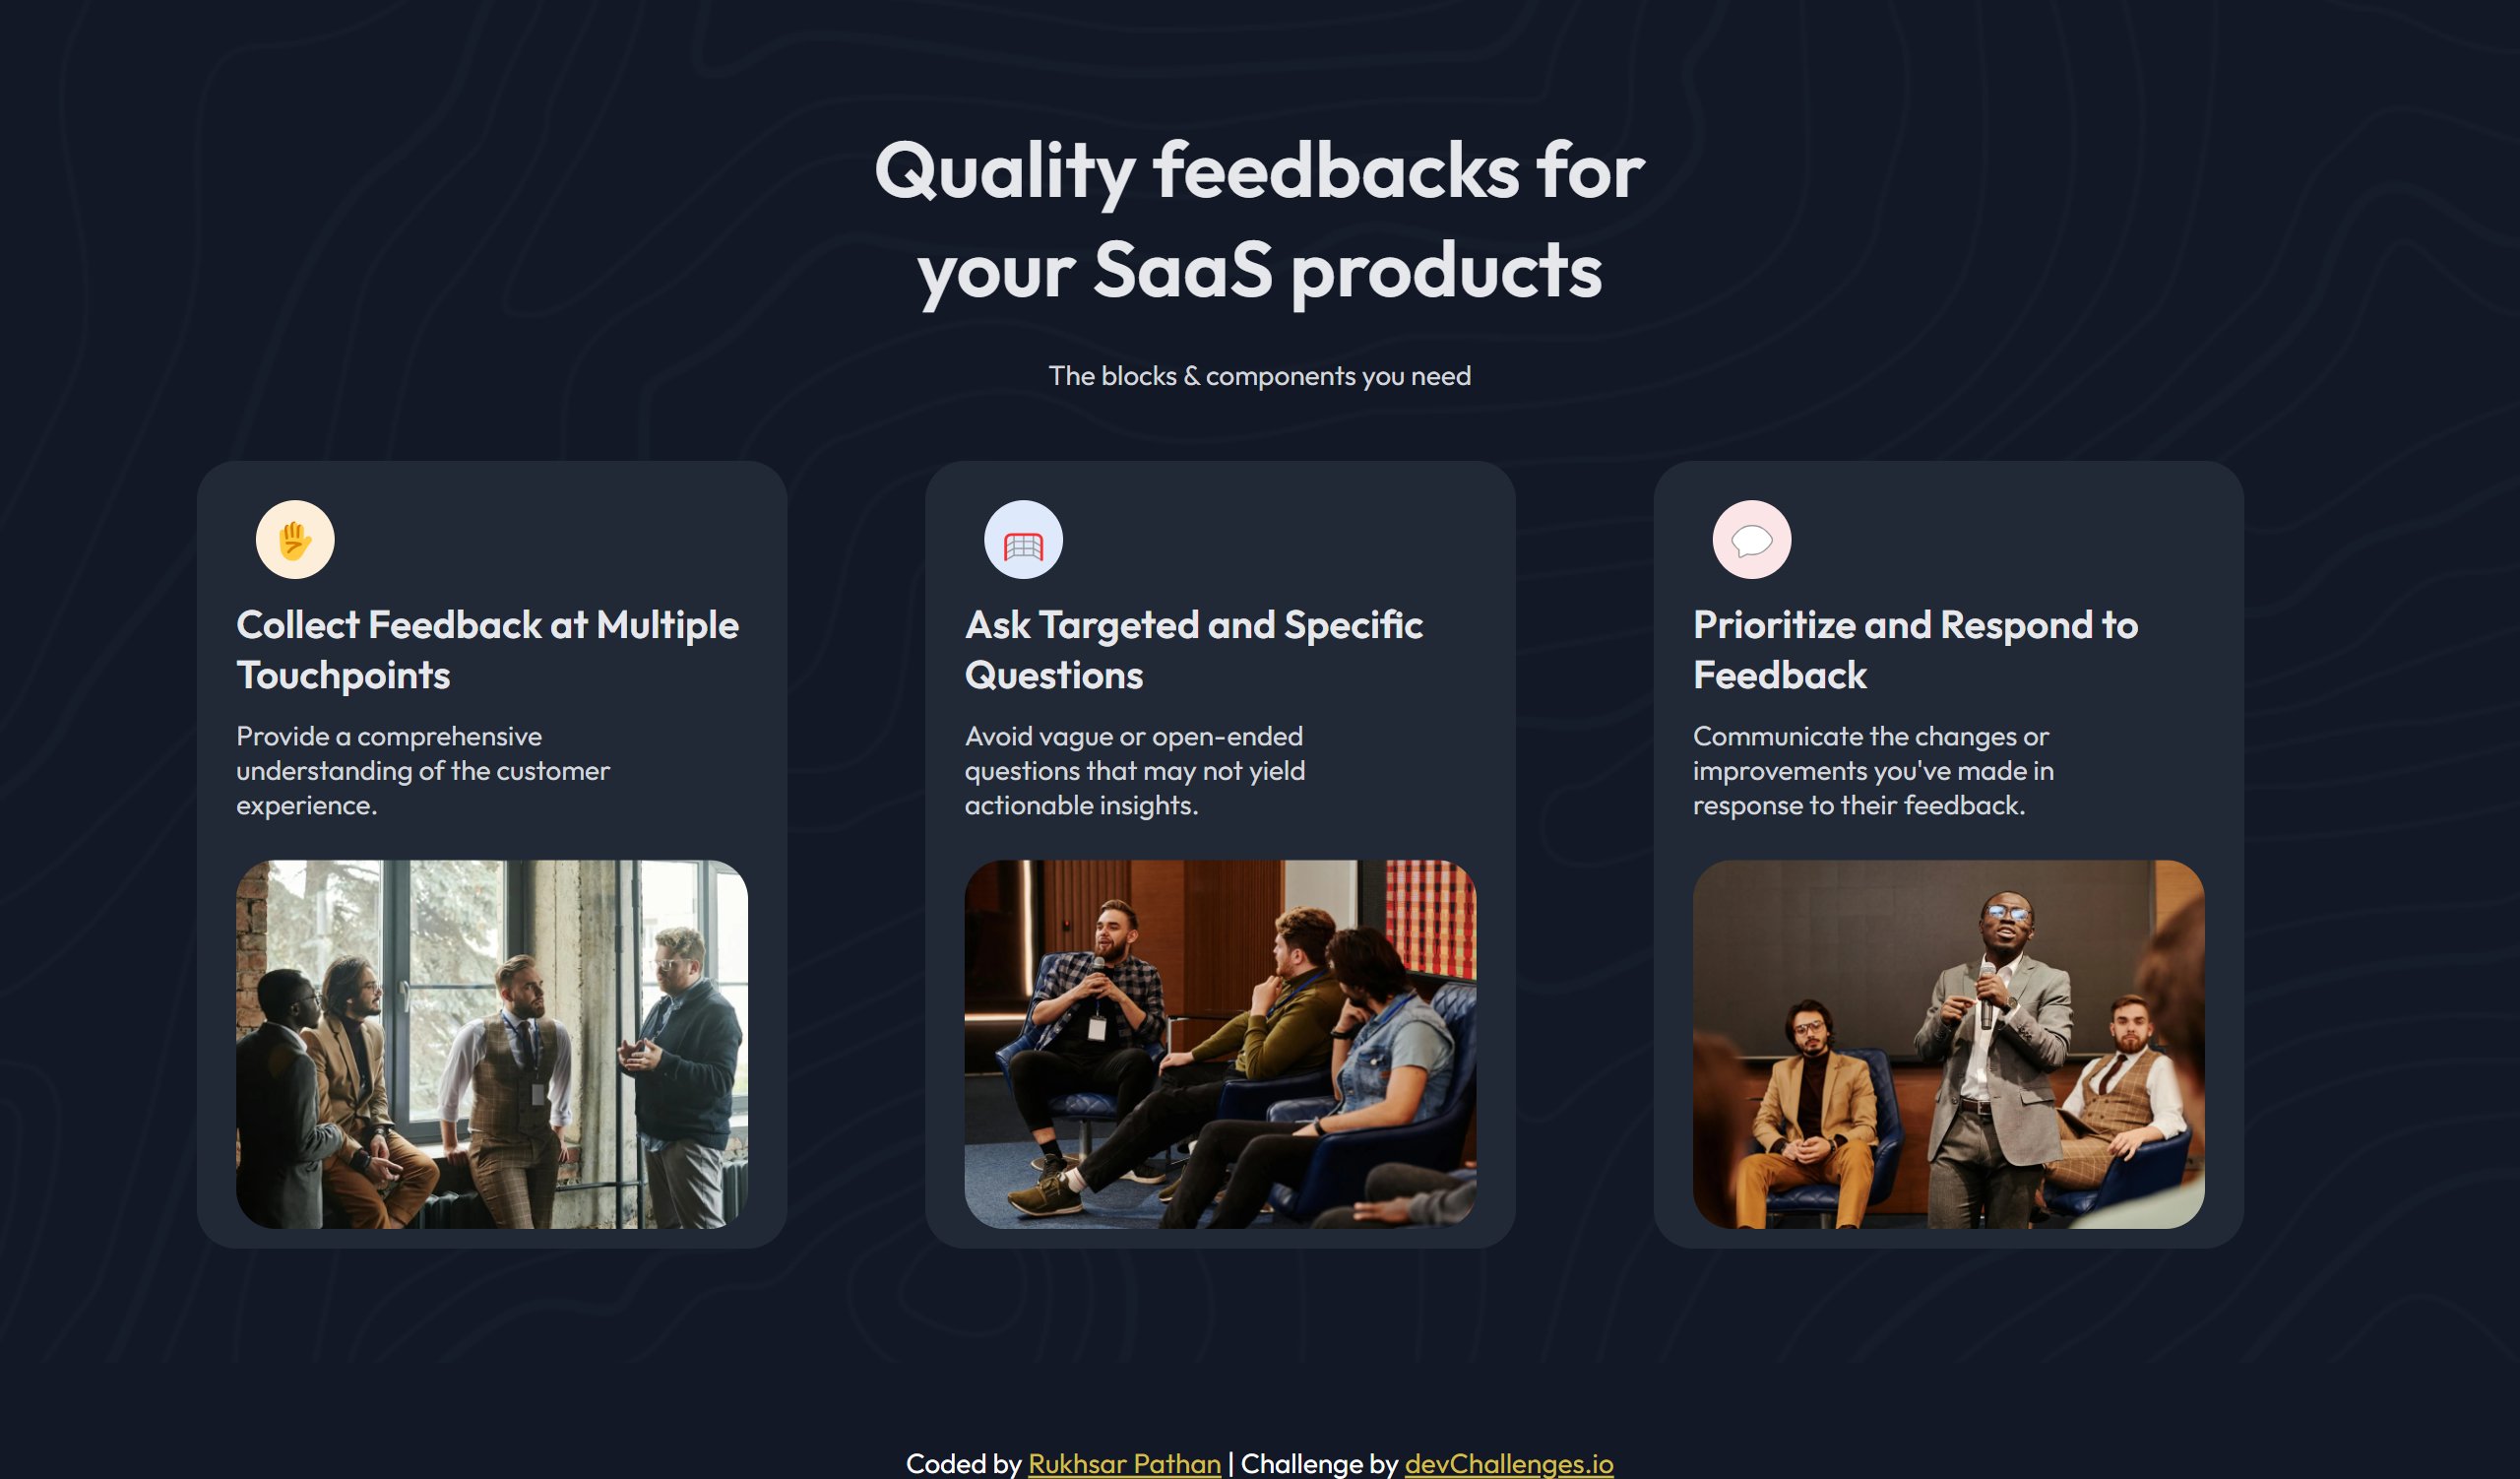 Quality feedbacks for
your SaaS products
The blocks & components you need
Collect Feedback at Multiple
Touchpoints
Provide a comprehensive
understanding of the customer
experience.
Ask Targeted and Specific
Questions
Avoid vague or open-ended
questions that may not yield
actionable insights.
Prioritize and Respond to
Feedback
Communicate the changes or
improvements you've made in
response to their feedback.
Coded by Rukhsar Pathan | Challenge by devChallenges.io